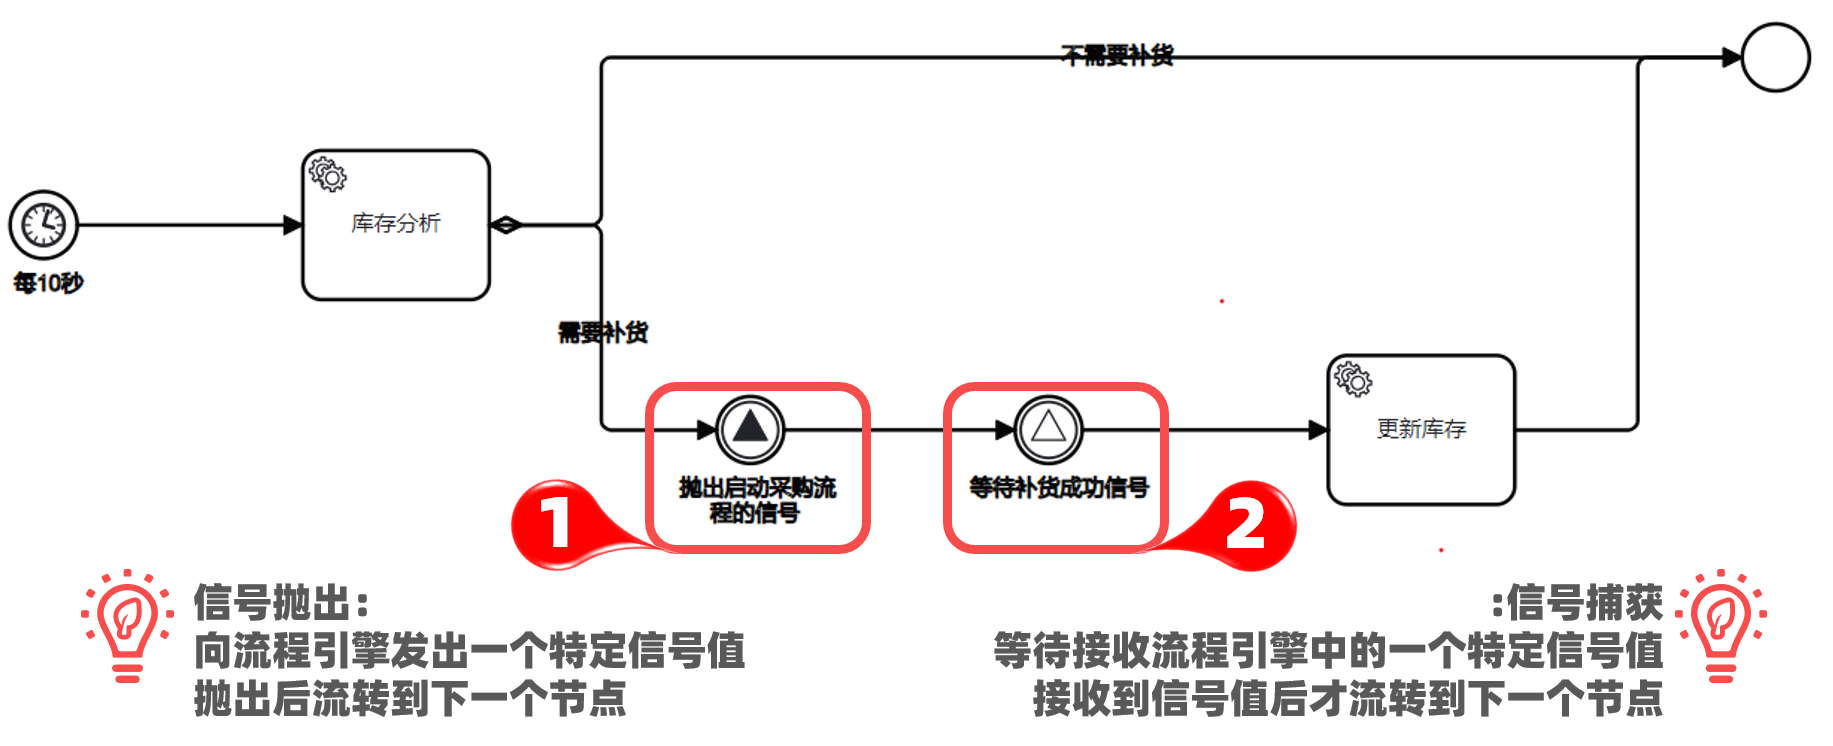 不需要补货
库存分析
每10秒
需要补货
抛出启动采购流
程的信号
等待补货成功信号
更新库存
1
2
信号抛出：
向流程引擎发出一个特定信号值
抛出后流转到下一个节点
:信号捕获
等待接收流程引擎中的一个特定信号值
接收到信号值后才流转到下一个节点